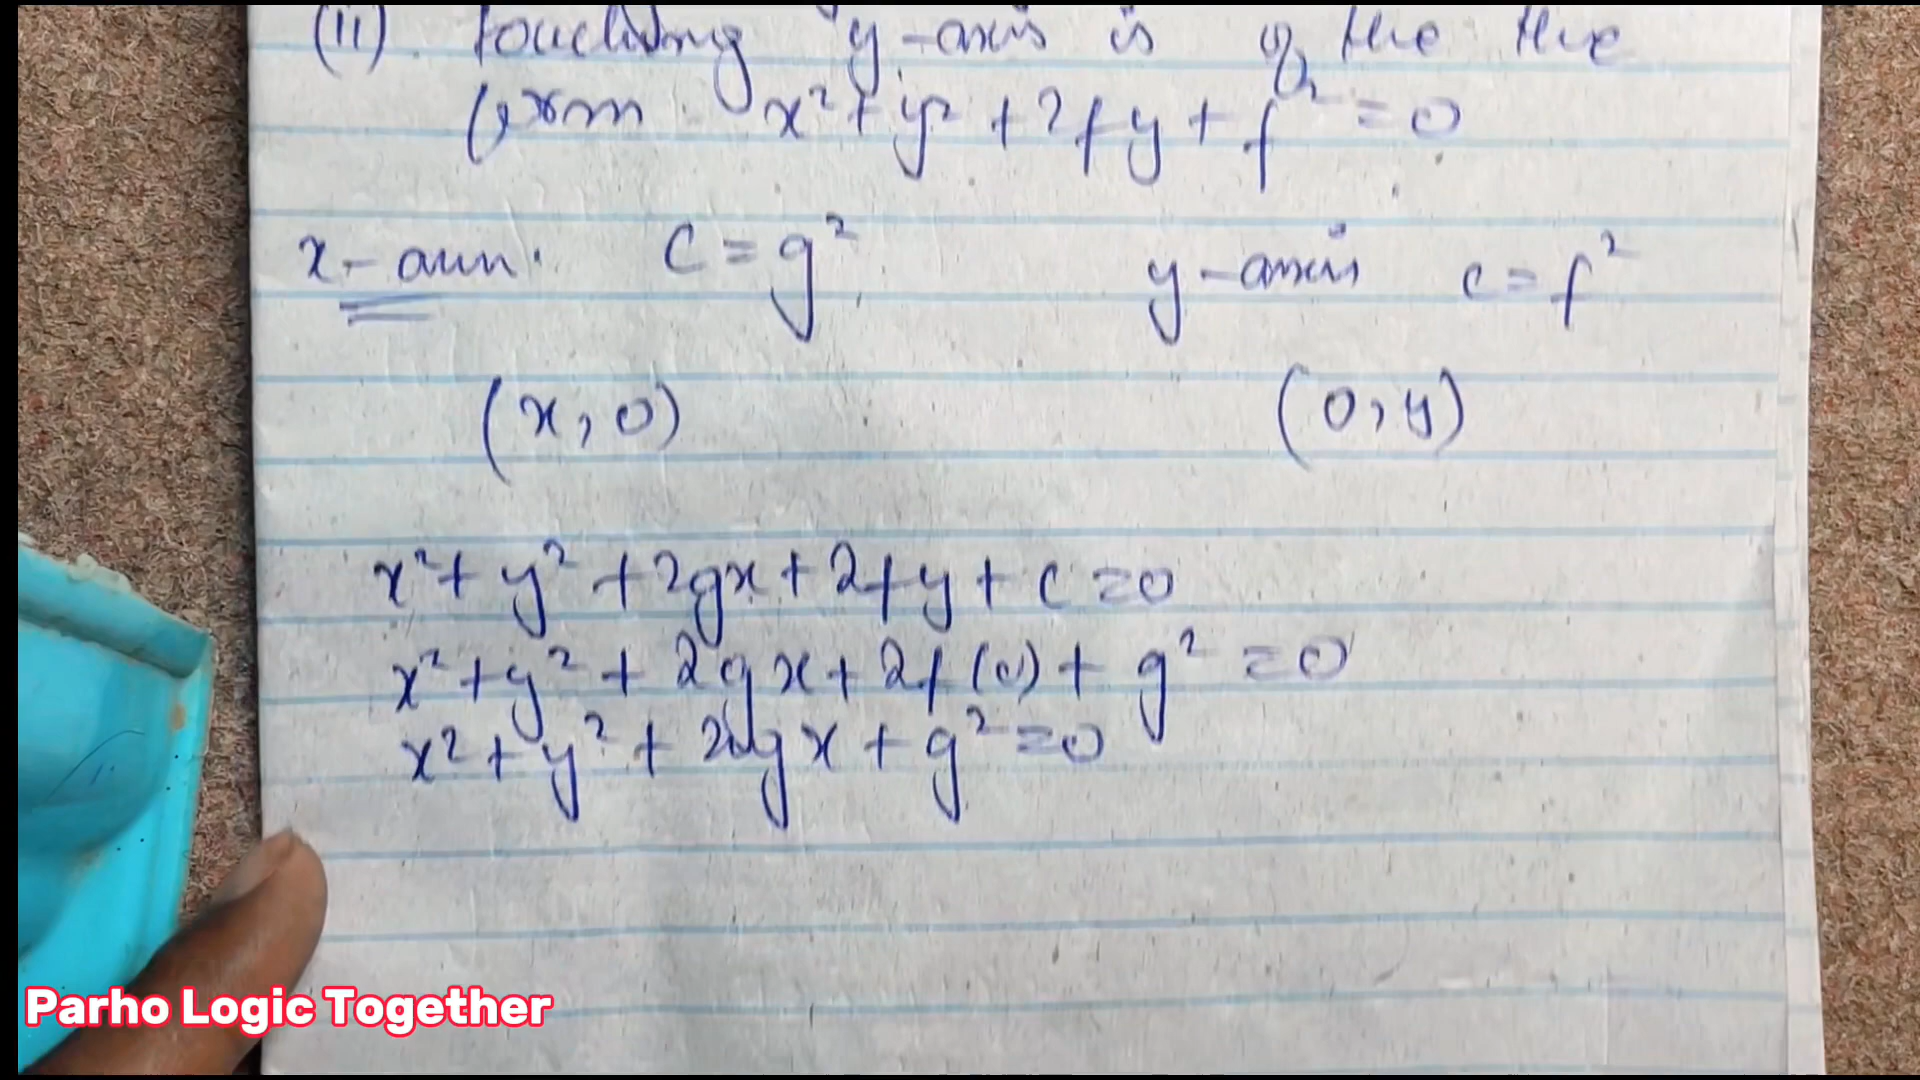 (ii) touching y-axis is of the the
form x² + y² + 2fy + f² = 0
x-axis. C = g² y-axis c = f²
(x, 0) (0, y)
x² + y² + 2gx + 2fy + c = 0
x² + y² + 2gx + 2f(0) + g² = 0
x² + y² + 2gx + g² = 0
Parho Logic Together